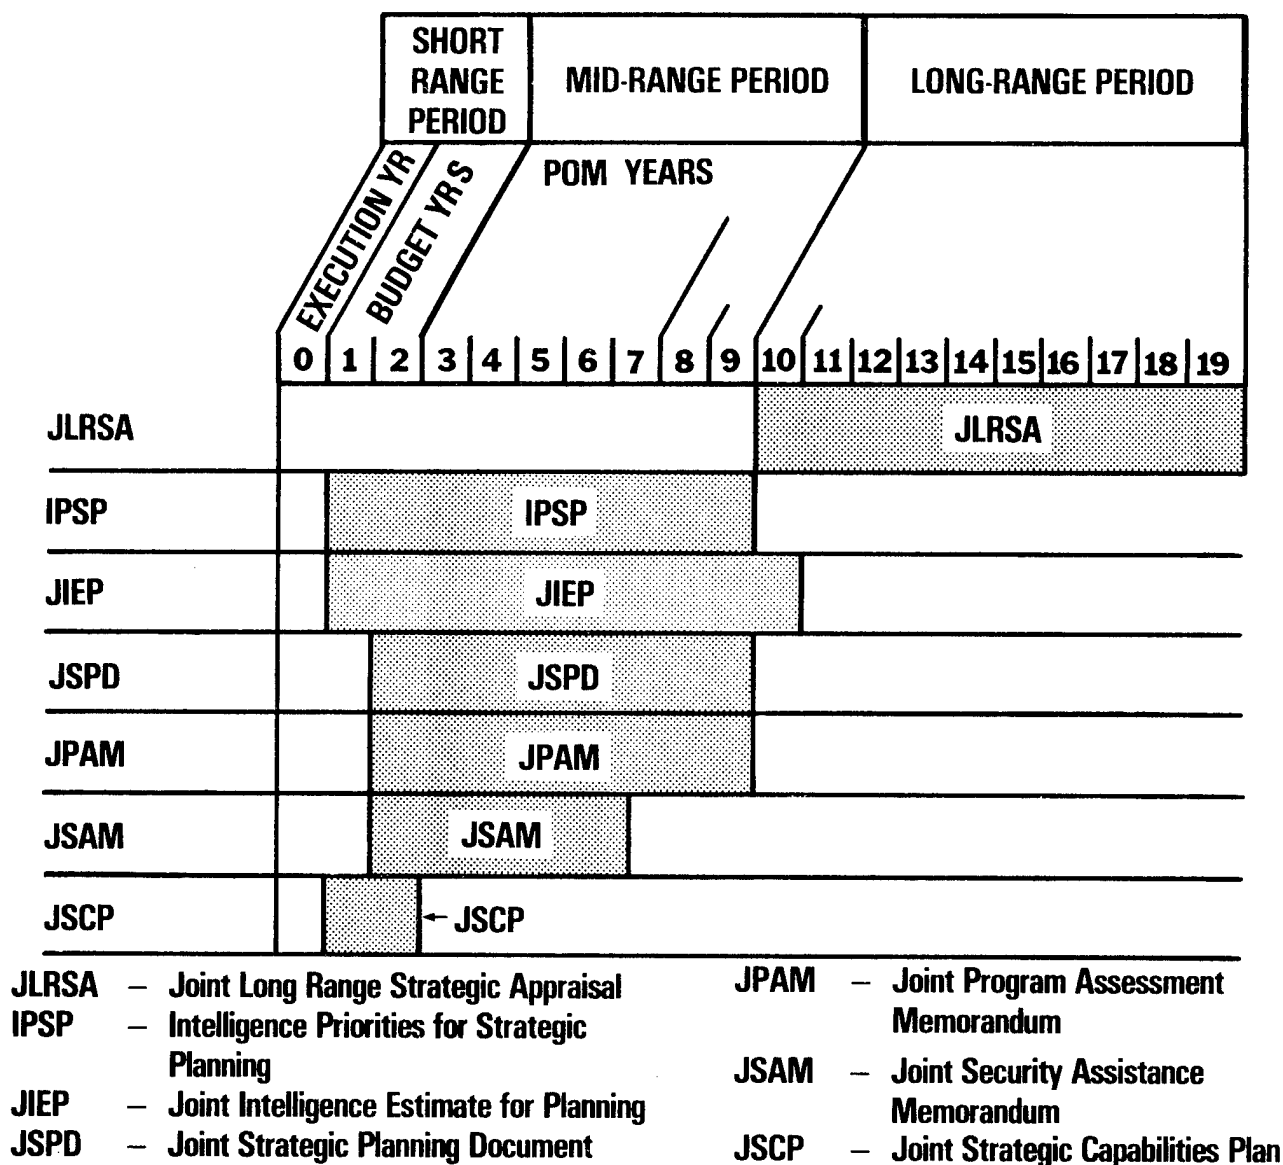 SHORT
RANGE
PERIOD
MID-RANGE PERIOD
LONG-RANGE PERIOD
EXECUTION YR
BUDGET YRS
POM YEARS
0 1 2 3 4 5 6 7 8 9 10 11 12 13 14 15 16 17 18 19
JLRSA JLRSA
IPSP IPSP
JIEP JIEP
JSPD JSPD
JPAM JPAM
JSAM JSAM
JSCP ← JSCP
JLRSA – Joint Long Range Strategic Appraisal
IPSP – Intelligence Priorities for Strategic
Planning
JIEP – Joint Intelligence Estimate for Planning
JSPD – Joint Strategic Planning Document
JPAM – Joint Program Assessment
Memorandum
JSAM – Joint Security Assistance
Memorandum
JSCP – Joint Strategic Capabilities Plan